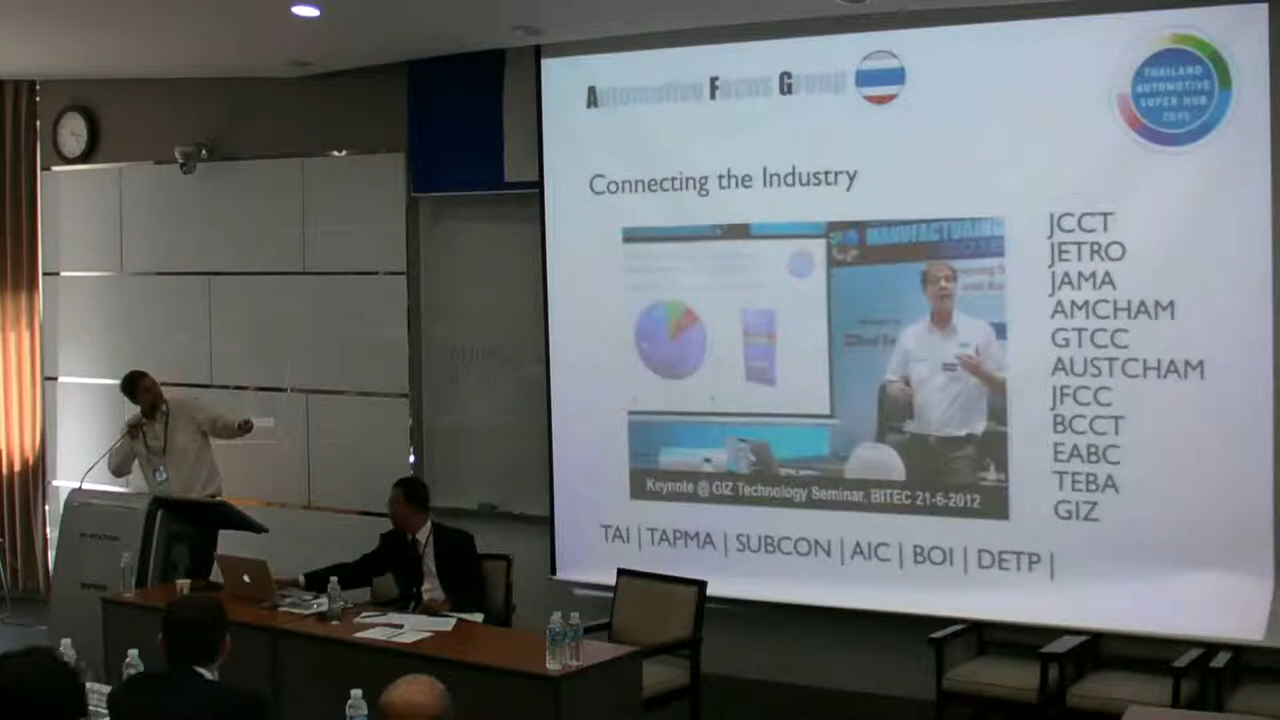 Automotive Focus Group
THAILAND
AUTOMOTIVE
SUPER HUB
Connecting the Industry
MANUFACTURING
JCCT
JETRO
JAMA
AMCHAM
GTCC
AUSTCHAM
JFCC
BCCT
EABC
TEBA
GIZ
Keynote @ GIZ Technology Seminar, BITEC 21-6-2012
TAI | TAPMA | SUBCON | AIC | BOI | DETP |